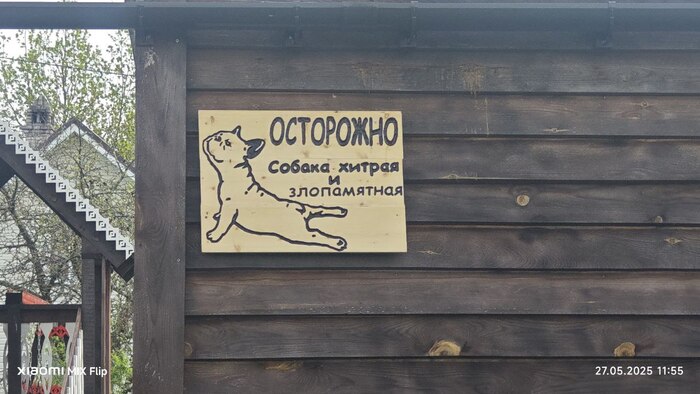 ОСТОРОЖНО
Собака хитрая
и
злопамятная
XIAOMI MIX Flip
27.05.2025 11:55